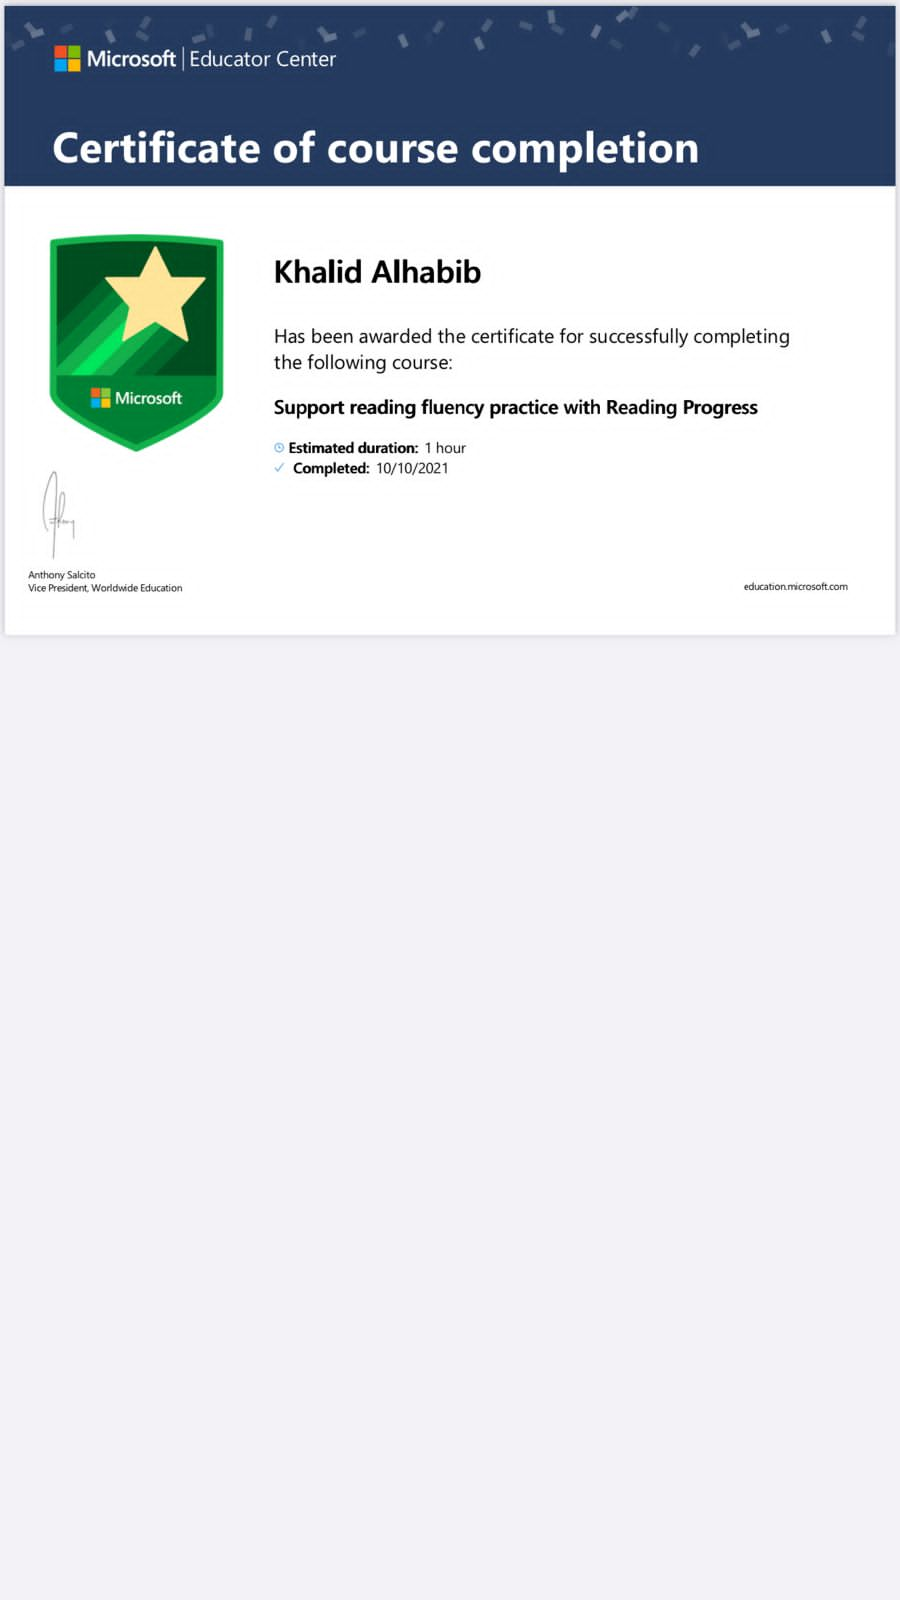 Microsoft | Educator Center
Certificate of course completion
Khalid Alhabib
Has been awarded the certificate for successfully completing
the following course:
Microsoft
Support reading fluency practice with Reading Progress
Estimated duration: 1 hour
Completed: 10/10/2021
Anthony
Anthony Salcito
Vice President, Worldwide Education
education.microsoft.com